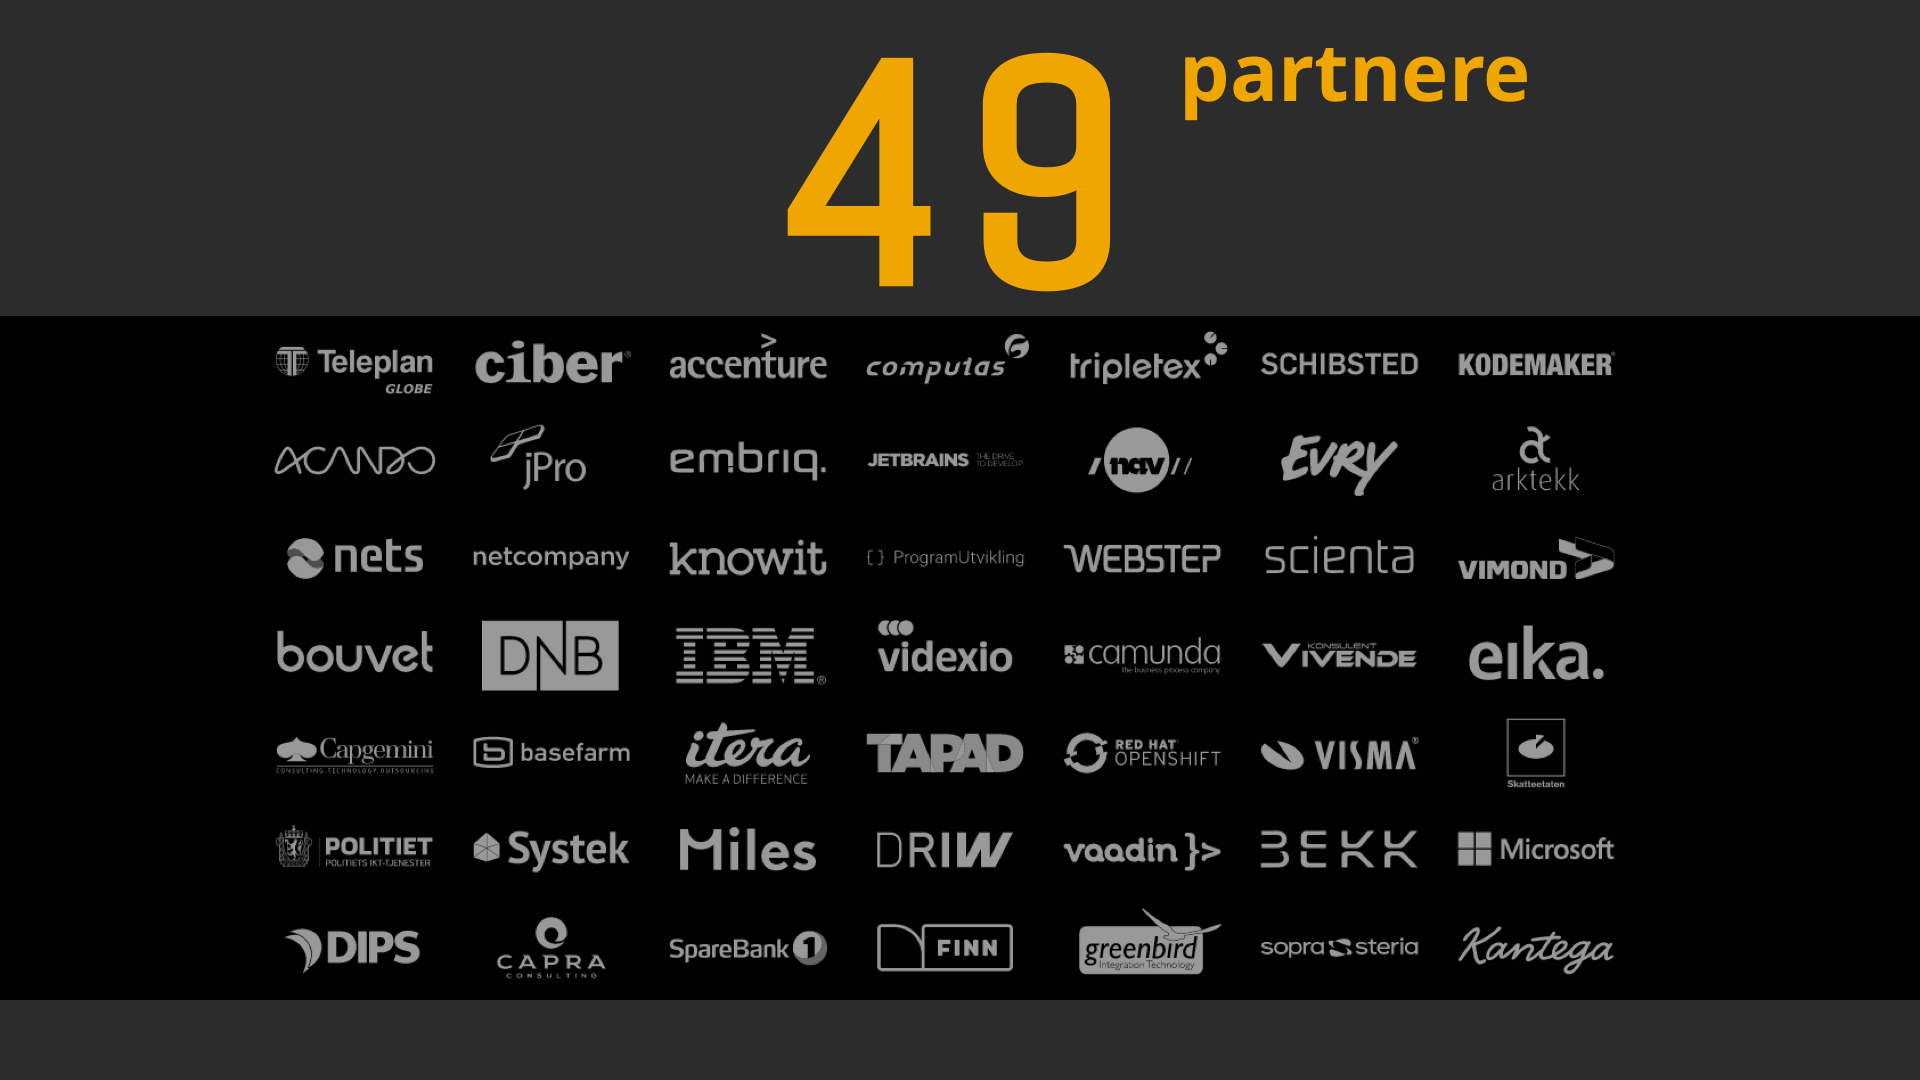 49 partnere
Teleplan GLOBE
ciber®
accenture
computas
tripletex
SCHIBSTED
KODEMAKER
ACANDO
jPro
embriq.
JETBRAINS THE DRIVE TO DEVELOP
nav
EVRY
arktekk
nets
netcompany
knowit
{ } ProgramUtvikling
WEBSTEP
scienta
VIMOND
bouvet
DNB
IBM®
videxio
camunda the business process company
KONSULENT VIVENDE
eika.
Capgemini CONSULTING.TECHNOLOGY.OUTSOURCING
basefarm
itera MAKE A DIFFERENCE
TAPAD
RED HAT OPENSHIFT
VISMA®
Skatteetaten
POLITIET POLITIETS IKT-TJENESTER
Systek
Miles
DRIW
vaadin }>
BEKK
Microsoft
DIPS
CAPRA CONSULTING
SpareBank 1
FINN
greenbird Integration Technology
sopra steria
Kantega